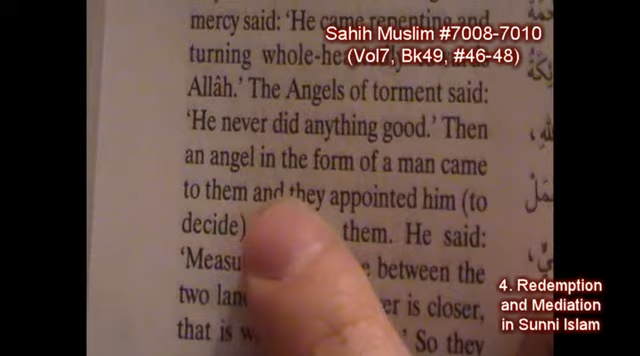 mercy said: 'He came repenting and
turning
Allâh.' The Angels of torment said:
'He never did anything good.' Then
an angel in the form of a man came
to them and they appointed him (to
decide) them. He said:
between the
two is closer,
that is So they
Sahih Muslim #7008-7010
(Vol7, Bk49, #46-48)
4. Redemption
and Mediation
in Sunni Islam